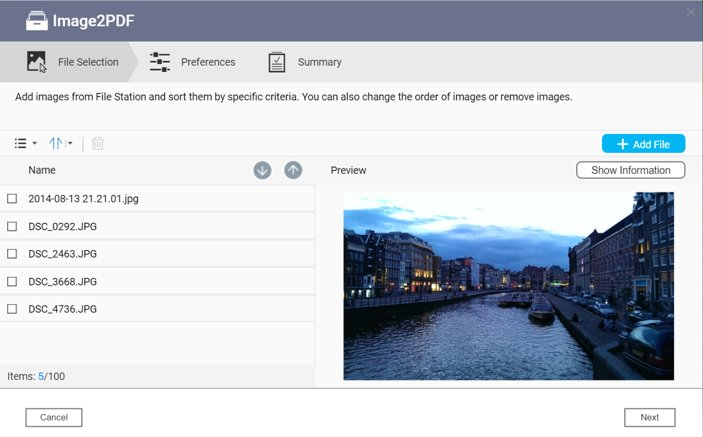 Image2PDF
File Selection
Preferences
Summary
Add images from File Station and sort them by specific criteria. You can also change the order of images or remove images.
+ Add File
Name
Preview
Show Information
2014-08-13 21.21.01.jpg
DSC_0292.JPG
DSC_2463.JPG
DSC_3668.JPG
DSC_4736.JPG
Items: 5/100
Cancel
Next